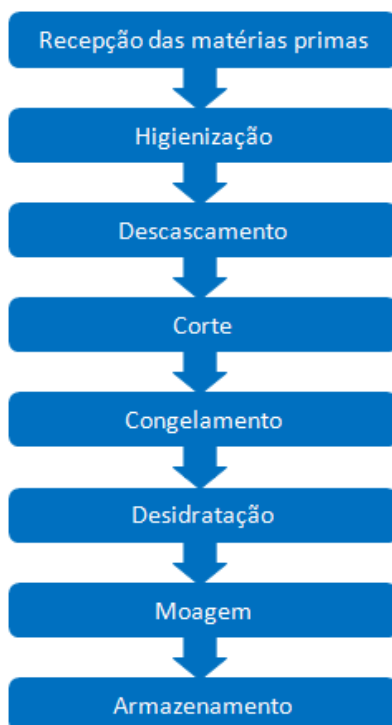 Recepção das matérias primas
Higienização
Descascamento
Corte
Congelamento
Desidratação
Moagem
Armazenamento